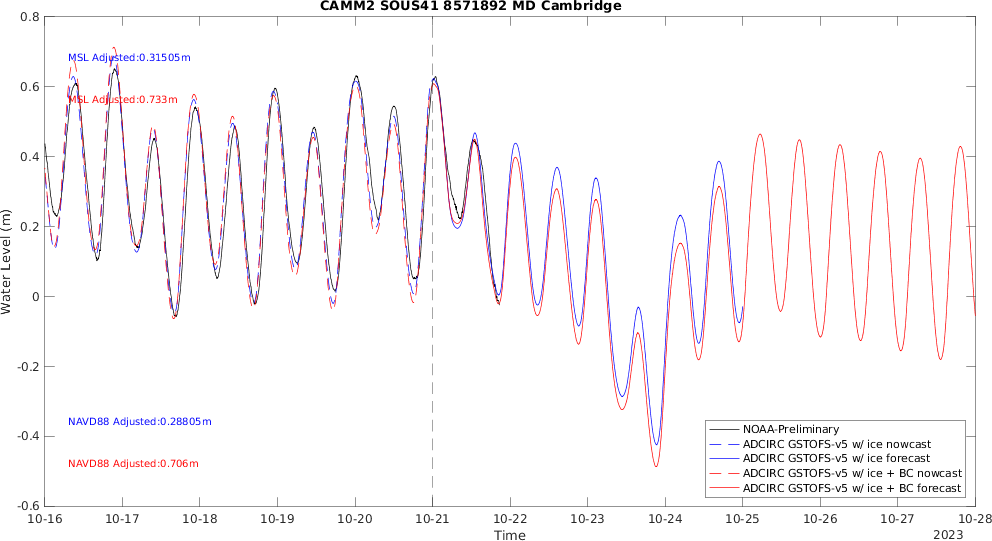 CAMM2 SOUS41 8571892 MD Cambridge
0.8
0.6
0.4
0.2
0
-0.2
-0.4
-0.6
Water Level (m)
MSL Adjusted:0.31505m
MSL Adjusted:0.733m
NAVD88 Adjusted:0.28805m
NAVD88 Adjusted:0.706m
NOAA-Preliminary
ADCIRC GSTOFS-v5 w/ ice nowcast
ADCIRC GSTOFS-v5 w/ ice forecast
ADCIRC GSTOFS-v5 w/ ice + BC nowcast
ADCIRC GSTOFS-v5 w/ ice + BC forecast
10-16 10-17 10-18 10-19 10-20 10-21 10-22 10-23 10-24 10-25 10-26 10-27 10-28
Time
2023